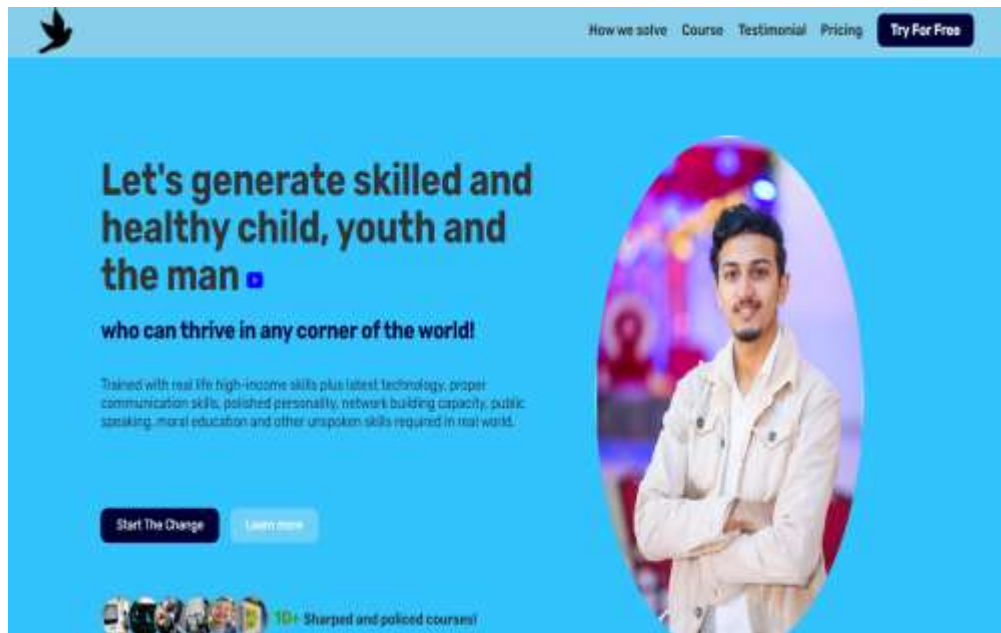 How we solve Course Testimonial Pricing Try For Free
Let's generate skilled and
healthy child, youth and
the man
who can thrive in any corner of the world!
Trained with real life high-income skills plus latest technology, proper
communication skills, polished personality, network building capacity, public
speaking, moral education and other unspoken skills required in real world.
Start The Change Learn more
10+ Sharped and policed courses!